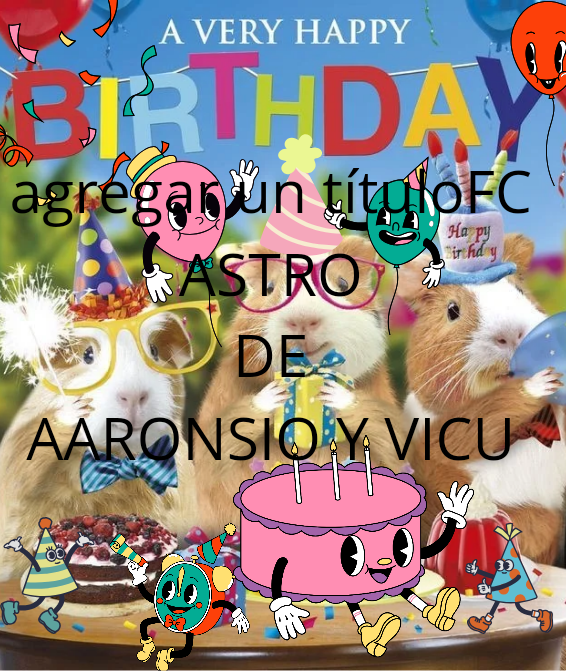 A VERY HAPPY
BIRTHDAY
agregar un títuloFC
Happy
Birthday
ASTRO
DE
AARONSIO Y VICU